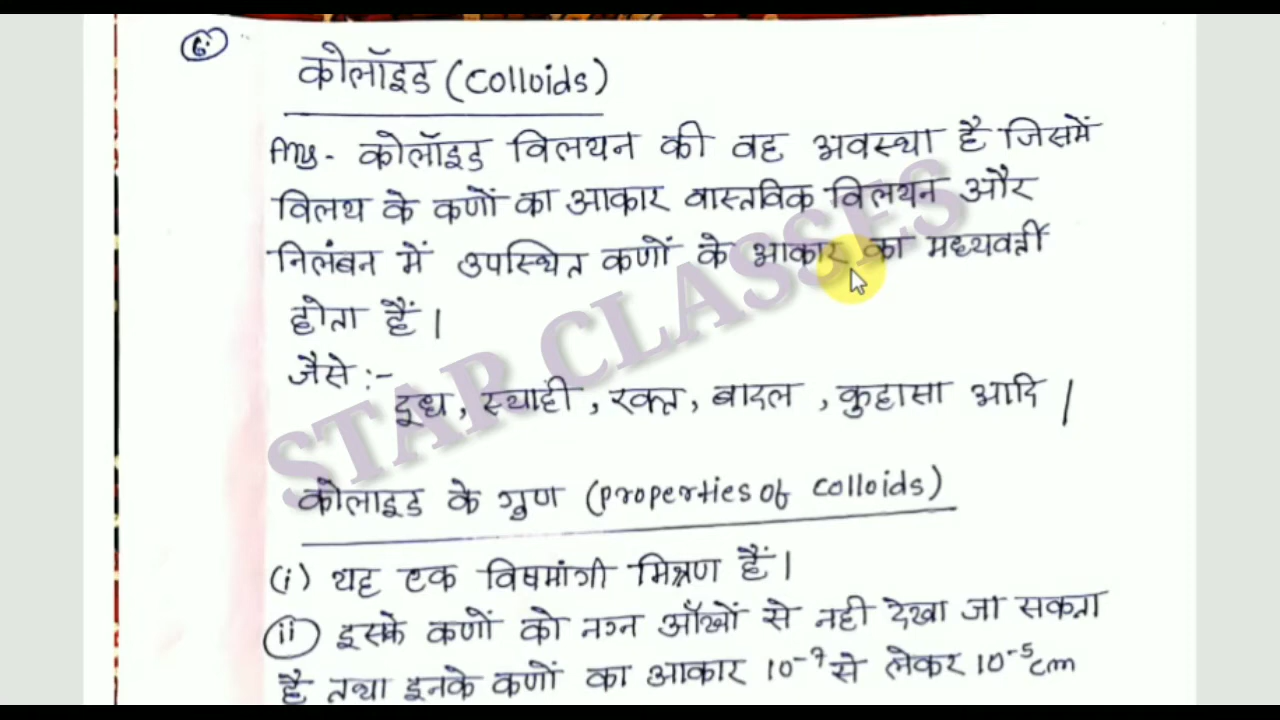 6.
कोलॉइड (Colloids)
Ans - कोलॉइड विलयन की वह अवस्था है जिसमें
विलय के कणों का आकार वास्तविक विलयन और
निलंबन में उपस्थित कणों के आकार का मध्यवर्ती
होता हैं।
जैसे :-
दूध, स्याही, रक्त, बादल, कुहासा आदि।
कोलाइड के गुण (properties of colloids)
(i) यह एक विषमांगी मिश्रण हैं।
(ii) इसके कणों को नग्न आँखों से नही देखा जा सकता
है तथा इनके कणों का आकार 10⁻⁷ से लेकर 10⁻⁵ cm
STAR CLASSES